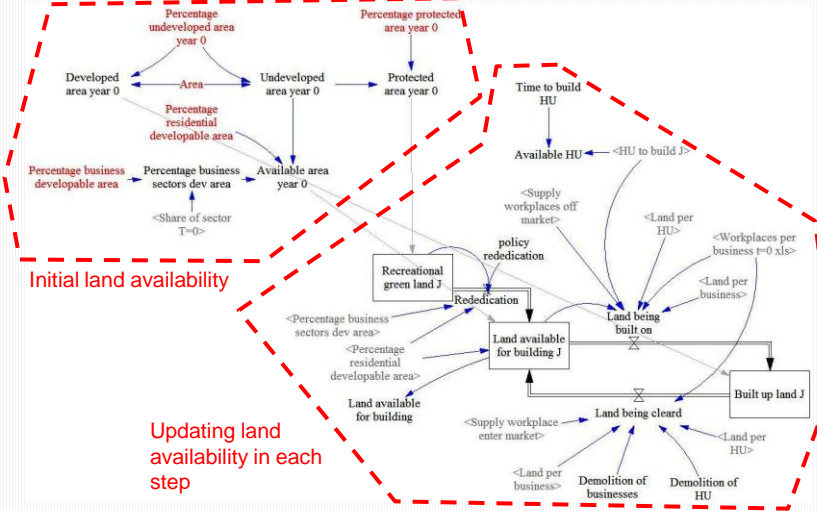 Percentage
undeveloped area
year 0
Percentage protected
area year 0
Developed
area year 0
Area
Undeveloped
area year 0
Protected
area year 0
Percentage
residential
developable area
Percentage business
developable area
Percentage business
sectors dev area
Available area
year 0
<Share of sector
T=0>
Initial land availability
Time to build
HU
Available HU
<HU to build J>
<Supply
workplaces off
market>
<Land per
HU>
<Workplaces per
business t=0 xls>
<Land per
business>
policy
rededication
Recreational
green land J
Rededication
<Percentage business
sectors dev area>
<Percentage
residential
developable area>
Land available
for building J
Land being
built on
Land available
for building
Built up land J
Land being cleard
<Supply workplace
enter market>
<Land per
HU>
<Land per
business>
Demolition of
businesses
Demolition of
HU
Updating land
availability in each
step